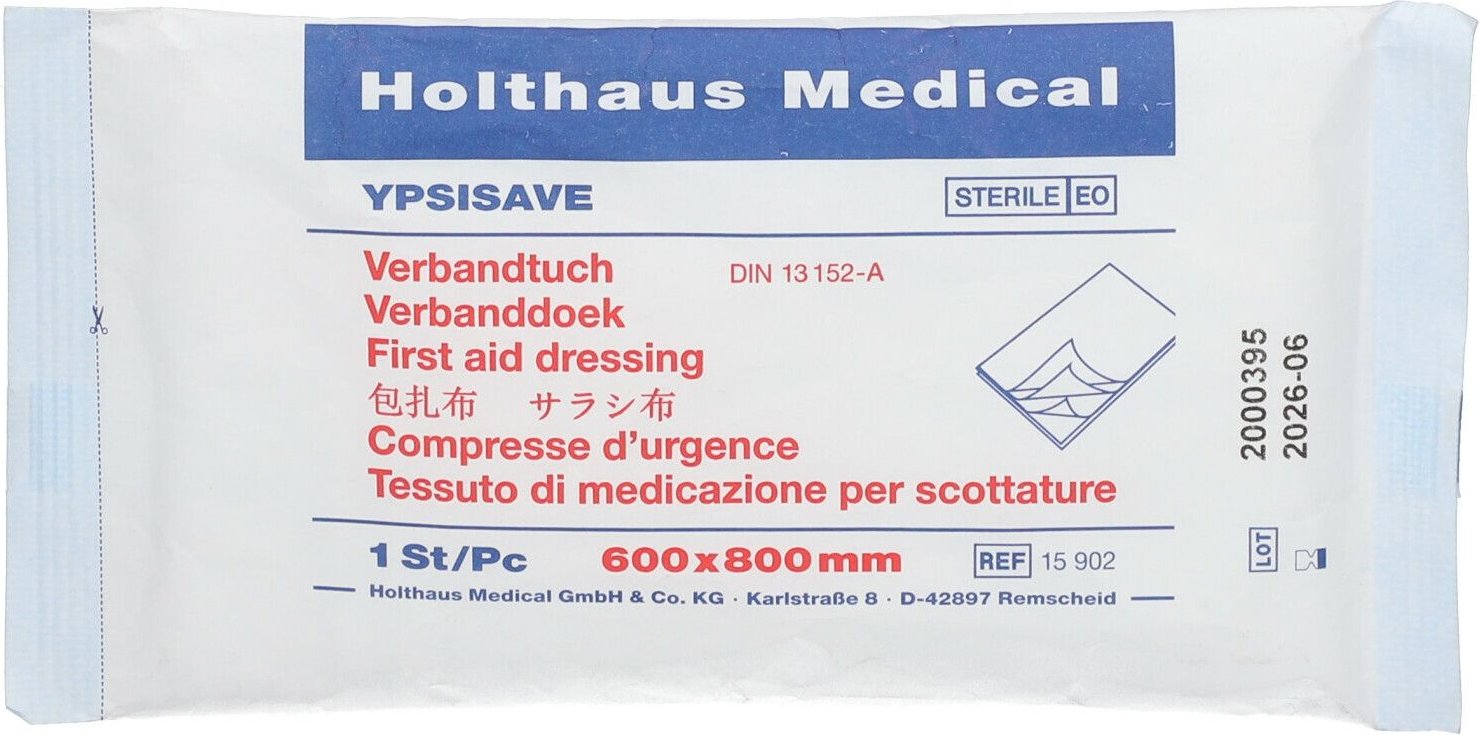 Holthaus Medical
YPSISAVE
STERILE EO
Verbandtuch DIN 13 152-A
Verbanddoek
First aid dressing
包扎布 サラシ布
Compresse d'urgence
Tessuto di medicazione per scottature
1 St/Pc 600x800 mm REF 15 902
Holthaus Medical GmbH & Co. KG · Karlstraße 8 · D-42897 Remscheid
LOT 2000395
2026-06